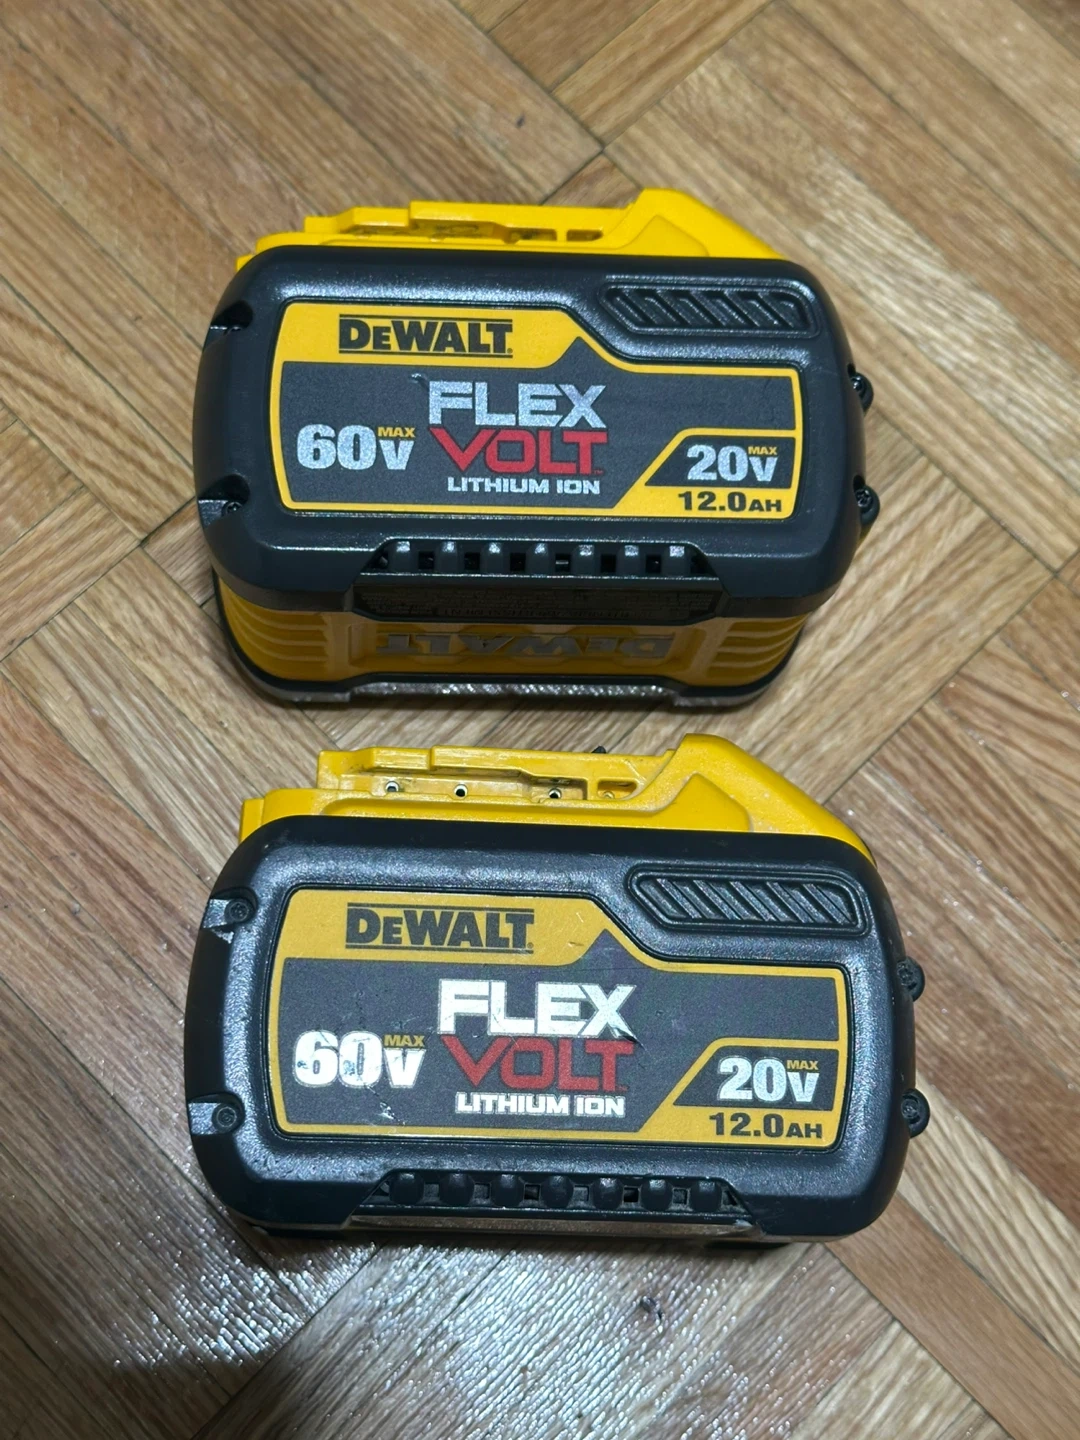 DEWALT
FLEX
60V MAX
VOLT
LITHIUM ION
20V MAX
12.0AH
DEWALT
DEWALT
FLEX
60V MAX
VOLT
LITHIUM ION
20V MAX
12.0AH